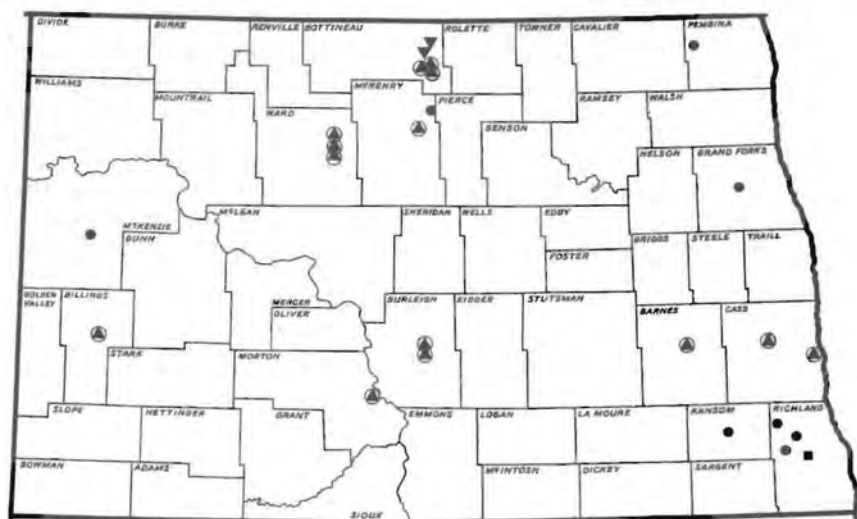 DIVIDE
BURKE
RENVILLE
BOTTINEAU
ROLETTE
TOWNER
CAVALIER
PEMBINA
WILLIAMS
MOUNTRAIL
WARD
McHENRY
PIERCE
BENSON
RAMSEY
WALSH
NELSON
GRAND FORKS
McKENZIE
DUNN
McLEAN
SHERIDAN
WELLS
EDDY
FOSTER
GRIGGS
STEELE
TRAILL
GOLDEN
VALLEY
BILLINGS
MERCER
OLIVER
BURLEIGH
KIDDER
STUTSMAN
BARNES
CASS
STARK
MORTON
SLOPE
HETTINGER
GRANT
EMMONS
LOGAN
LA MOURE
RANSOM
RICHLAND
BOWMAN
ADAMS
SIOUX
McINTOSH
DICKEY
SARGENT